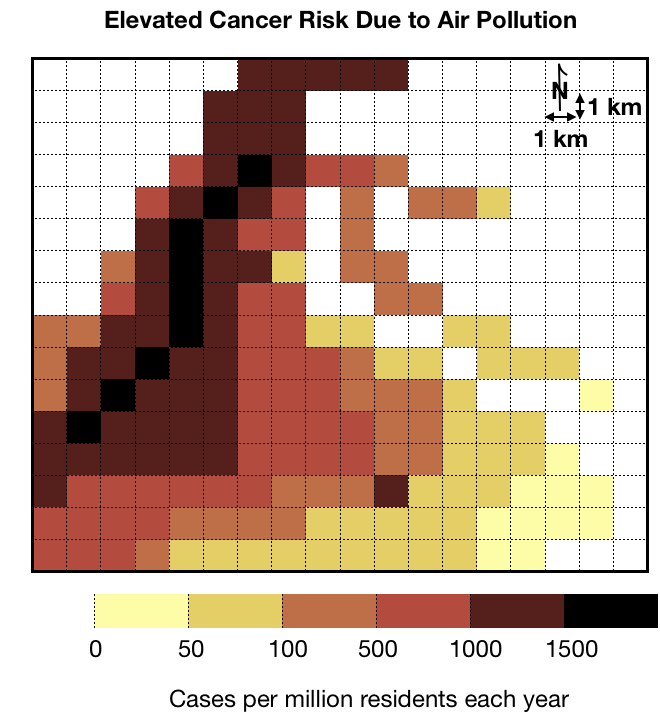 Elevated Cancer Risk Due to Air Pollution
N
1 km
1 km
0 50 100 500 1000 1500
Cases per million residents each year